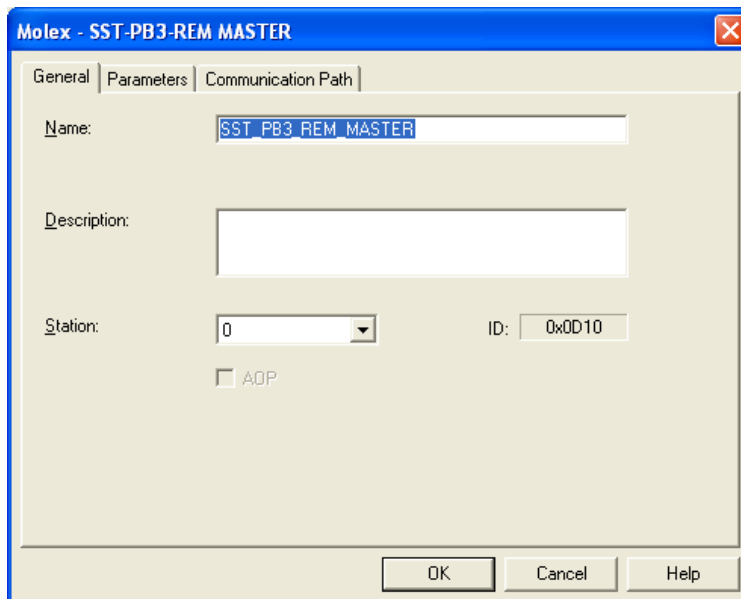 Molex - SST-PB3-REM MASTER
General Parameters Communication Path
Name: SST_PB3_REM_MASTER
Description:
Station: 0 ID: 0x0D10
AOP
OK Cancel Help